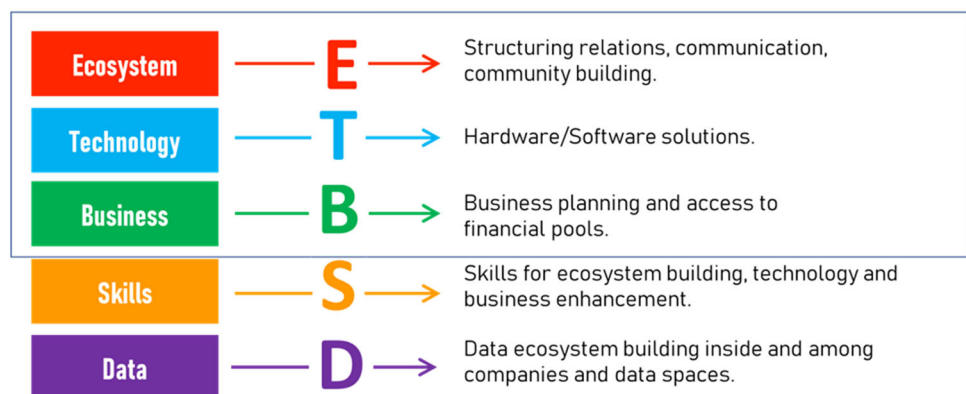 Ecosystem E Structuring relations, communication,
community building.
Technology T Hardware/Software solutions.
Business B Business planning and access to
financial pools.
Skills S Skills for ecosystem building, technology and
business enhancement.
Data D Data ecosystem building inside and among
companies and data spaces.